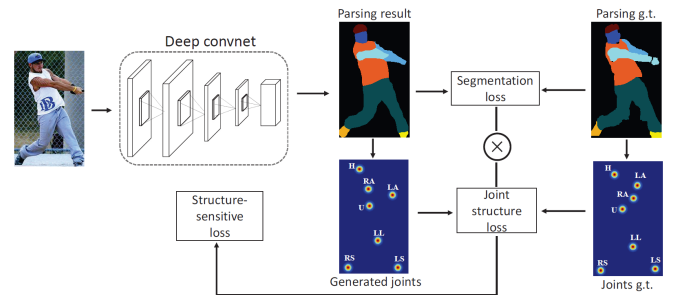 Parsing result
Parsing g.t.
Deep convnet
Segmentation
loss
H
RA
LA
U
LL
RS
LS
Generated joints
Structure-
sensitive
loss
Joint
structure
loss
H
LA
RA
U
LL
RS
LS
Joints g.t.